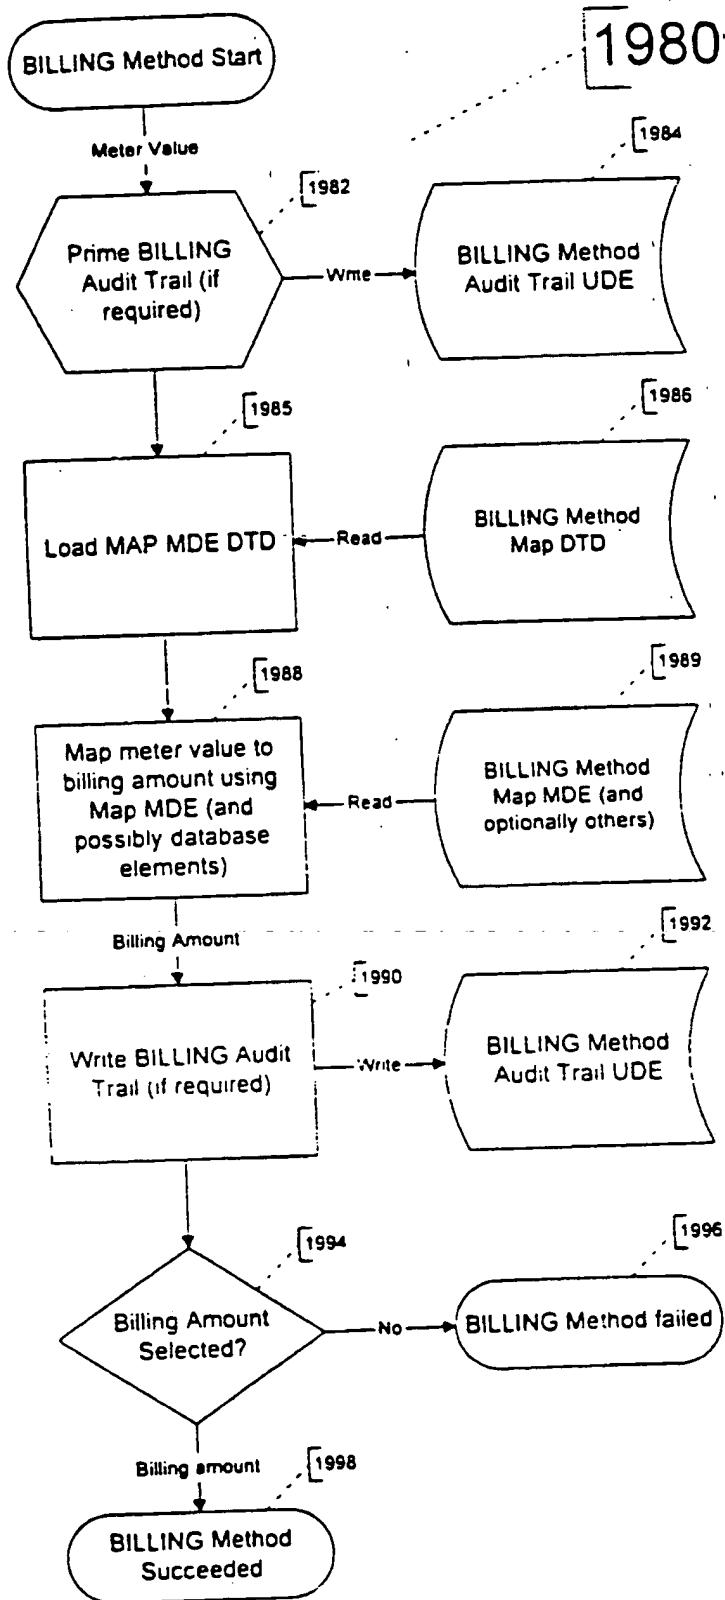 BILLING Method Start
1980
Meter Value
1984
1982
Prime BILLING
Audit Trail (if
required)
Write
BILLING Method
Audit Trail UDE
1985
1986
Load MAP MDE DTD
Read
BILLING Method
Map DTD
1988
1989
Map meter value to
billing amount using
Map MDE (and
possibly database
elements)
Read
BILLING Method
Map MDE (and
optionally others)
Billing Amount
1992
1990
Write BILLING Audit
Trail (if required)
Write
BILLING Method
Audit Trail UDE
1994
1996
Billing Amount
Selected?
No
BILLING Method failed
Billing amount
1998
BILLING Method
Succeeded